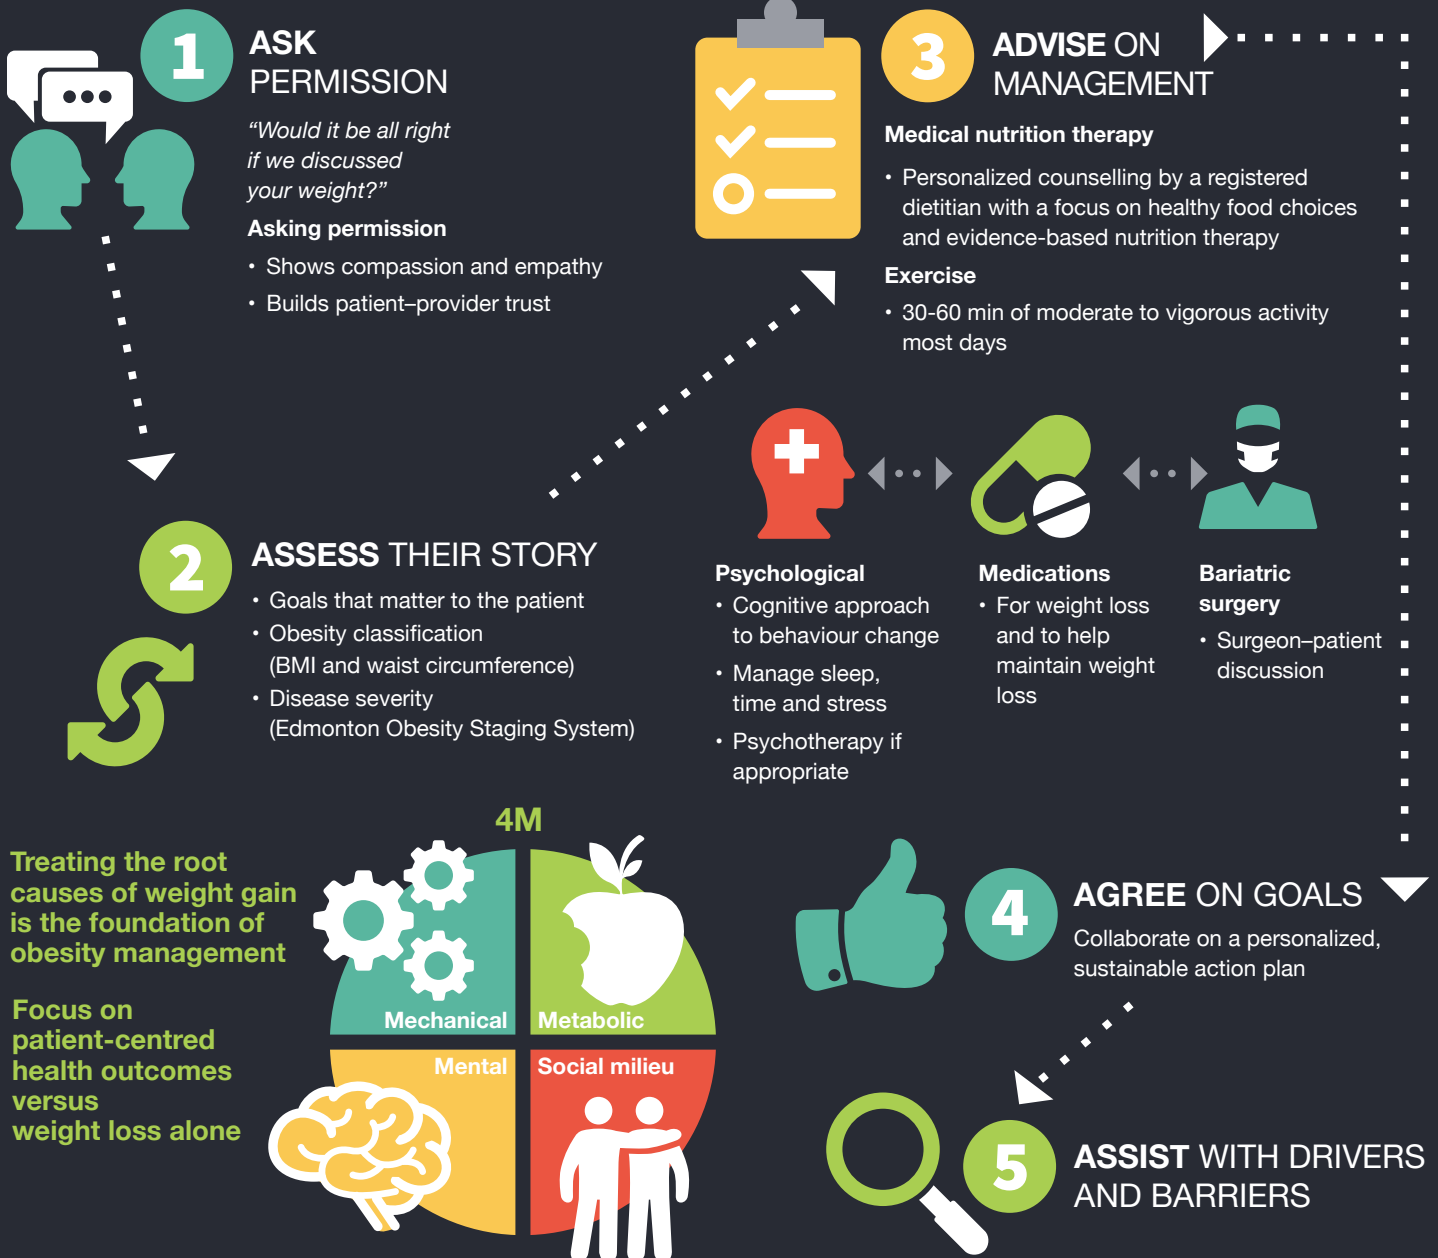 1
ASK
PERMISSION
“Would it be all right
if we discussed
your weight?”
Asking permission
• Shows compassion and empathy
• Builds patient–provider trust
2
ASSESS THEIR STORY
• Goals that matter to the patient
• Obesity classification
(BMI and waist circumference)
• Disease severity
(Edmonton Obesity Staging System)
4M
Treating the root
causes of weight gain
is the foundation of
obesity management
Focus on
patient-centred
health outcomes
versus
weight loss alone
Mechanical
Metabolic
Mental
Social milieu
3
ADVISE ON
MANAGEMENT
Medical nutrition therapy
• Personalized counselling by a registered
dietitian with a focus on healthy food choices
and evidence-based nutrition therapy
Exercise
• 30-60 min of moderate to vigorous activity
most days
Psychological
• Cognitive approach
to behaviour change
• Manage sleep,
time and stress
• Psychotherapy if
appropriate
Medications
• For weight loss
and to help
maintain weight
loss
Bariatric
surgery
• Surgeon–patient
discussion
4
AGREE ON GOALS
Collaborate on a personalized,
sustainable action plan
5
ASSIST WITH DRIVERS
AND BARRIERS